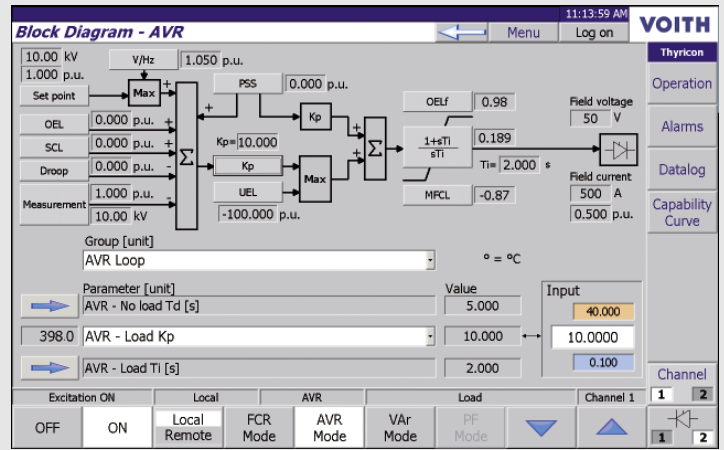 11:13:59 AM
Block Diagram - AVR
Menu
Log on
VOITH
Thyricon
10.00 kV
1.000 p.u.
V/Hz
1.050 p.u.
Set point
Max
+
PSS
0.000 p.u.
OELf
0.98
Field voltage
50 V
Operation
OEL
0.000 p.u. +
+
Kp
+
Alarms
SCL
0.000 p.u. +
Kp= 10.000
Σ
Σ
1+sTi
sTi
0.189
Droop
0.000 p.u. -
Kp
Max
+
Ti= 2.000 s
Datalog
Measurement
1.000 p.u. -
10.00 kV
UEL
-100.000 p.u.
MFCL
-0.87
Field current
500 A
0.500 p.u.
Capability
Curve
Group [unit]
AVR Loop
° = °C
Parameter [unit]
Value
Input
AVR - No load Td [s]
5.000
40.000
398.0
AVR - Load Kp
10.000
10.0000
AVR - Load Ti [s]
2.000
0.100
Channel
1 2
Excitation ON
Local
AVR
Load
Channel 1
OFF
ON
Local
Remote
FCR
Mode
AVR
Mode
VAr
Mode
PF
Mode
1 2